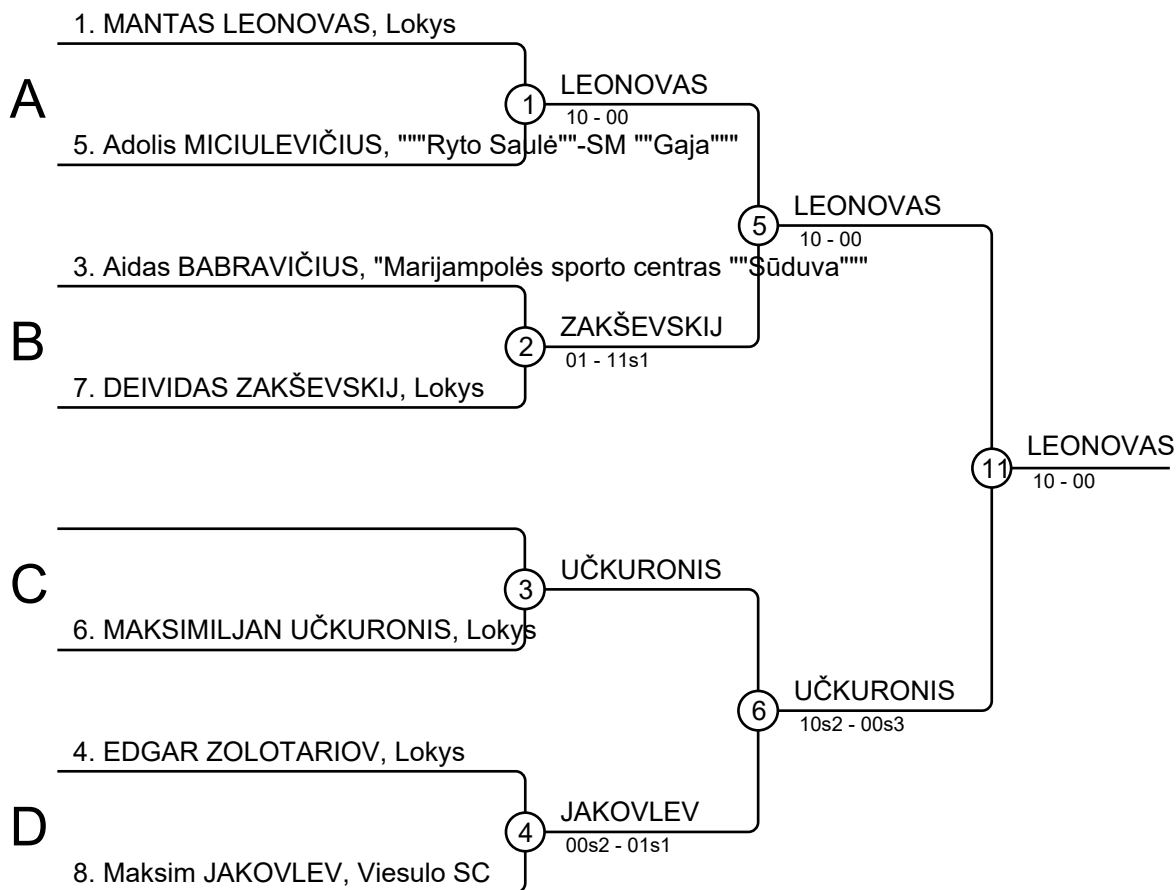 1. MANTAS LEONOVAS, Lokys
A
1
LEONOVAS
10 - 00
5. Adolis MICIULEVIČIUS, """Ryto Saulė""-SM ""Gaja"""
5
LEONOVAS
10 - 00
3. Aidas BABRAVIČIUS, "Marijampolės sporto centras ""Sūduva"""
B
2
ZAKŠEVSKIJ
01 - 11s1
7. DEIVIDAS ZAKŠEVSKIJ, Lokys
11
LEONOVAS
10 - 00
C
3
UČKURONIS
6. MAKSIMILJAN UČKURONIS, Lokys
6
UČKURONIS
10s2 - 00s3
4. EDGAR ZOLOTARIOV, Lokys
D
4
JAKOVLEV
00s2 - 01s1
8. Maksim JAKOVLEV, Viesulo SC